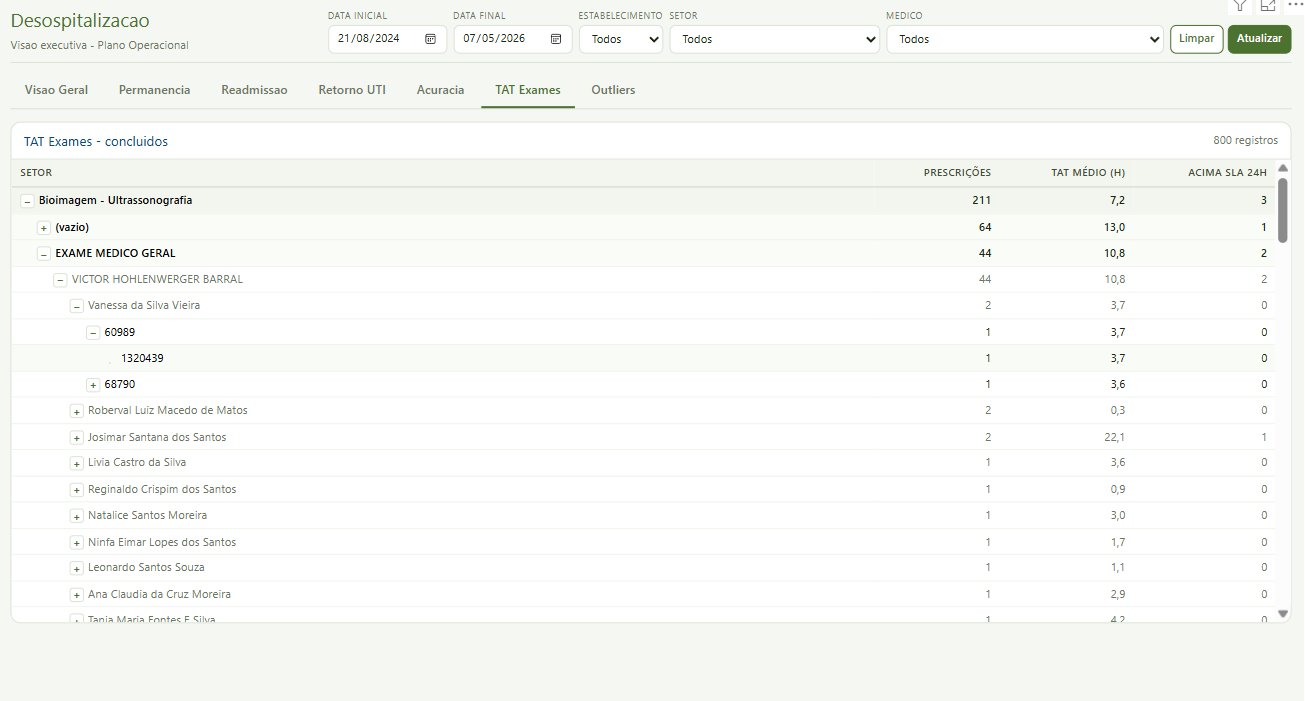 Desospitalizacao
Visao executiva - Plano Operacional
DATA INICIAL DATA FINAL ESTABELECIMENTO SETOR MEDICO
21/08/2024 07/05/2026 Todos Todos Todos Limpar Atualizar
Visao Geral Permanencia Readmissao Retorno UTI Acuracia TAT Exames Outliers
TAT Exames - concluidos 800 registros
SETOR PRESCRIÇÕES TAT MÉDIO (H) ACIMA SLA 24H
− Bioimagem - Ultrassonografia 211 7,2 3
+ (vazio) 64 13,0 1
− EXAME MEDICO GERAL 44 10,8 2
− VICTOR HOHLENWERGER BARRAL 44 10,8 2
− Vanessa da Silva Vieira 2 3,7 0
− 60989 1 3,7 0
1320439 1 3,7 0
+ 68790 1 3,6 0
+ Roberval Luiz Macedo de Matos 2 0,3 0
+ Josimar Santana dos Santos 2 22,1 1
+ Livia Castro da Silva 1 3,6 0
+ Reginaldo Crispim dos Santos 1 0,9 0
+ Natalice Santos Moreira 1 3,0 0
+ Ninfa Eimar Lopes dos Santos 1 1,7 0
+ Leonardo Santos Souza 1 1,1 0
+ Ana Claudia da Cruz Moreira 1 2,9 0
+ Tania Maria Fontes E Silva 1 4,2 0